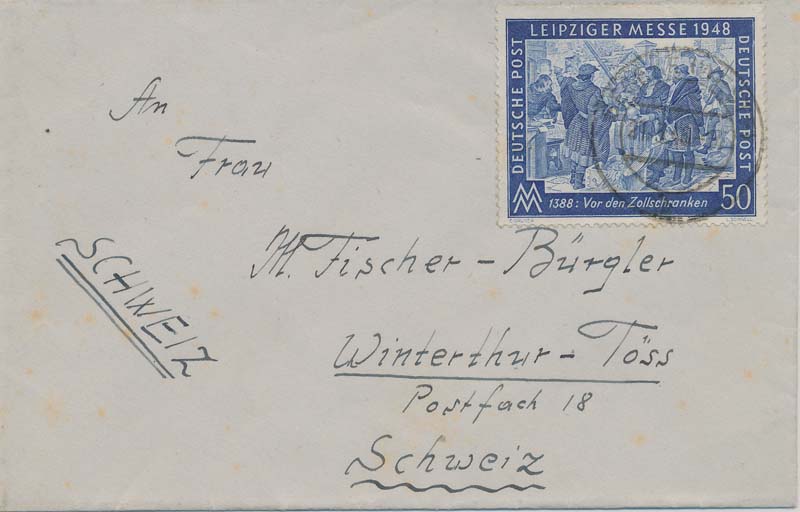 LEIPZIGER MESSE 1948
DEUTSCHE POST
DEUTSCHE POST
1388: Vor den Zollschranken
50
An
Frau
M. Fischer-Bürgler
Winterthur-Töss
Postfach 18
Schweiz
SCHWEIZ